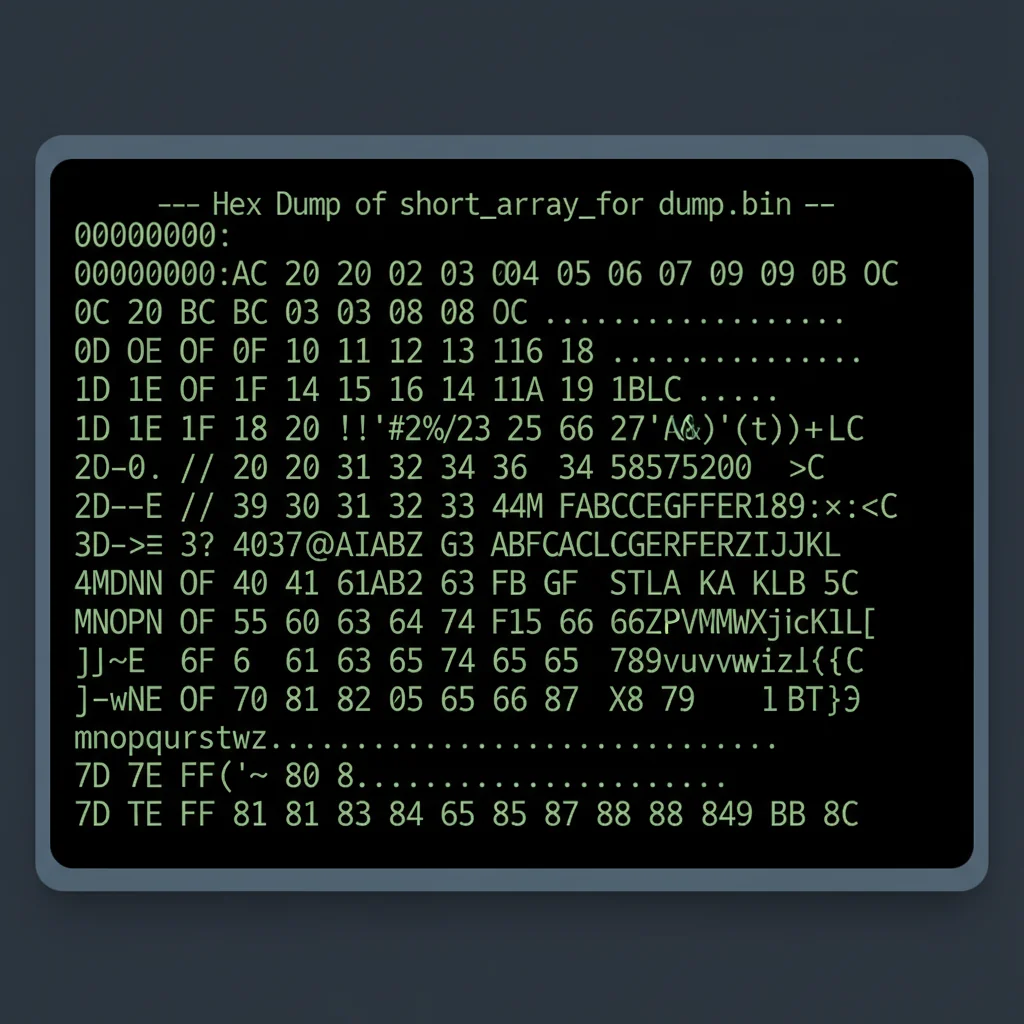 --- Hex Dump of short_array_for dump.bin --
00000000:
00000000:AC 20 20 02 03 004 05 06 07 09 09 0B OC
0C 20 BC BC 03 03 08 08 OC ..................
0D OE OF 0F 10 11 12 13 116 18 ...............
1D 1E OF 1F 14 15 16 14 11A 19 1BLC .....
1D 1E 1F 18 20 !!'#2%/23 25 66 27'A&)'(t))+LC
2D-0. // 20 20 31 32 34 36 34 58575200 >C
2D--E // 39 30 31 32 33 44M FABCCEGFFER189:×:<C
3D->≡ 3? 4037@AIABZ G3 ABFCACLCGERFERZIJJKL
4MDNN OF 40 41 61AB2 63 FB GF STLA KA KLB 5C
MNOPN OF 55 60 63 64 74 F15 66 66ZPVMMWXjicK1L[
]J~E 6F 6 61 63 65 74 65 65 789vuvvwwizl{{C
]-wNE OF 70 81 82 05 65 66 87 X8 79 1 BT}Э
mnopqurstwz..............................
7D 7E FF('~ 80 8......................
7D TE FF 81 81 83 84 65 85 87 88 88 849 BB 8C